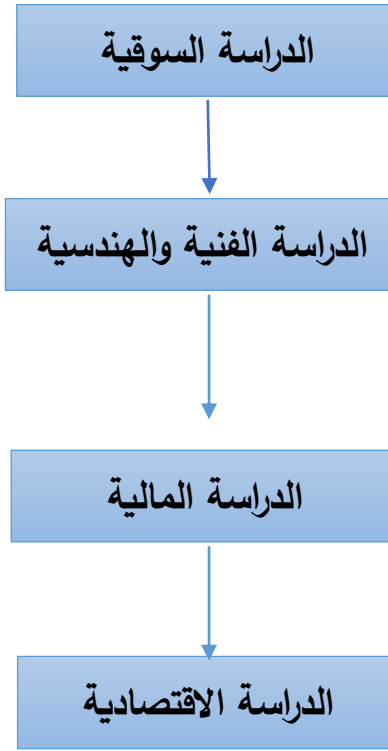 الدراسة السوقية
الدراسة الفنية والهندسية
الدراسة المالية
الدراسة الاقتصادية